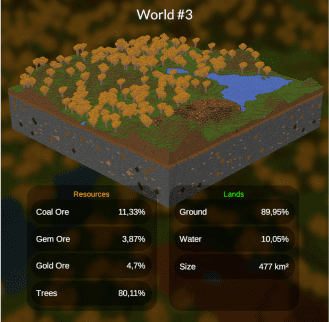 World #3
Resources
Coal Ore 11,33%
Gem Ore 3,87%
Gold Ore 4,7%
Trees 80,11%
Lands
Ground 89,95%
Water 10,05%
Size 477 km²